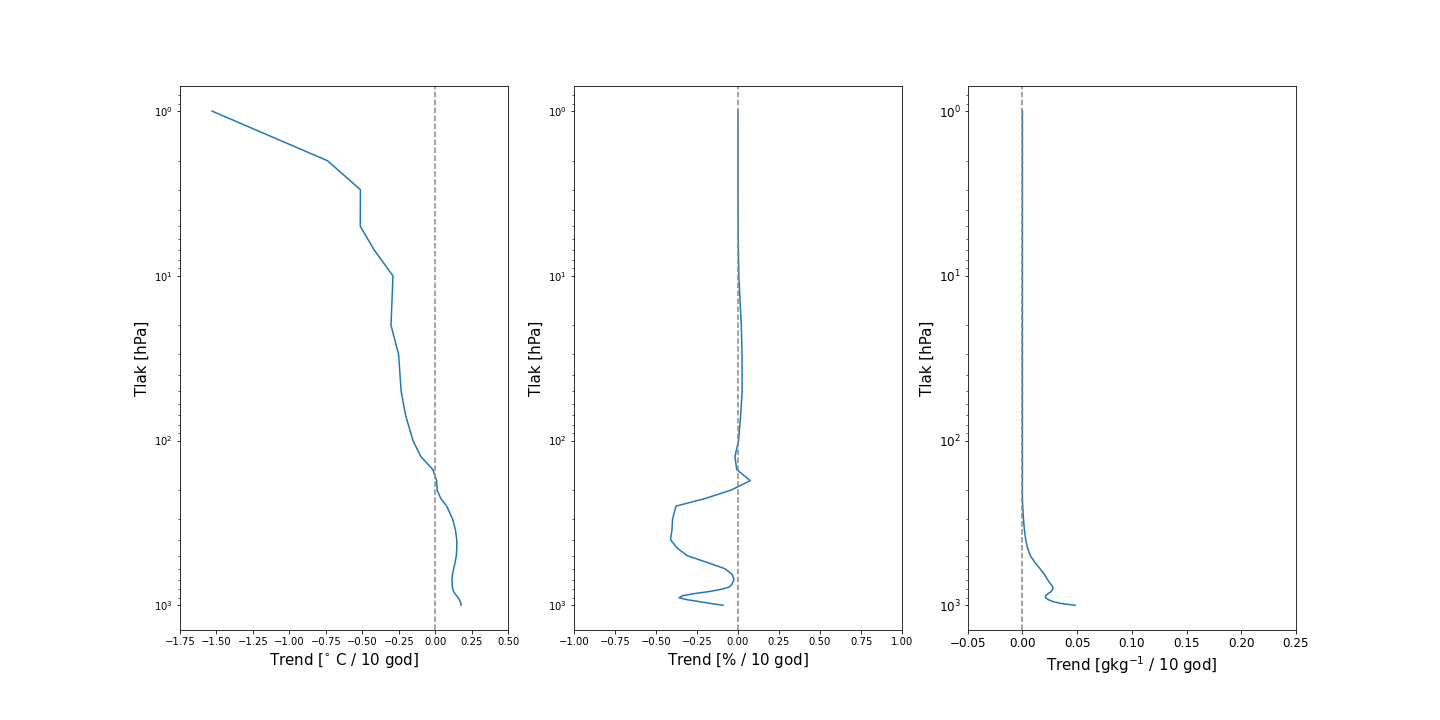 10⁰
10¹
10²
10³
Tlak [hPa]
−1.75 −1.50 −1.25 −1.00 −0.75 −0.50 −0.25 0.00 0.25 0.50
Trend [° C / 10 god]
10⁰
10¹
10²
10³
Tlak [hPa]
−1.00 −0.75 −0.50 −0.25 0.00 0.25 0.50 0.75 1.00
Trend [% / 10 god]
10⁰
10¹
10²
10³
Tlak [hPa]
−0.05 0.00 0.05 0.10 0.15 0.20 0.25
Trend [gkg⁻¹ / 10 god]